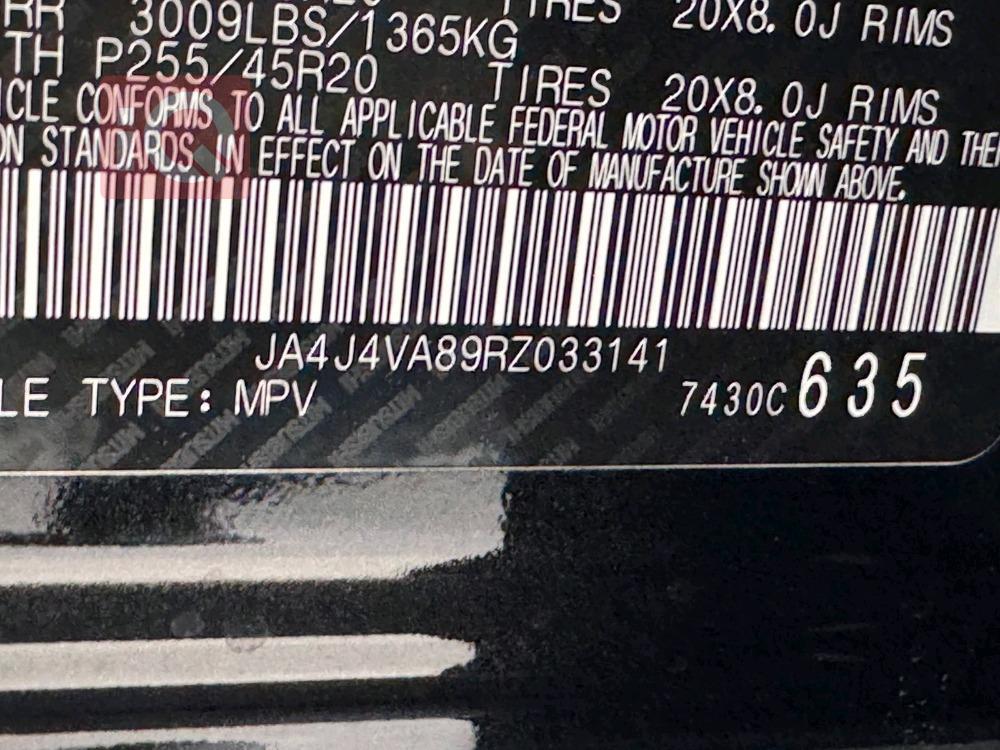 RR 3009LBS/1365KG TIRES 20X8. 0J RIMS
TH P255/45R20 TIRES 20X8. 0J RIMS
ICLE CONFORMS TO ALL APPLICABLE FEDERAL MOTOR VEHICLE SAFETY AND THE
ON STANDARDS IN EFFECT ON THE DATE OF MANUFACTURE SHOWN ABOVE.
JA4J4VA89RZ033141
LE TYPE: MPV 7430C 635